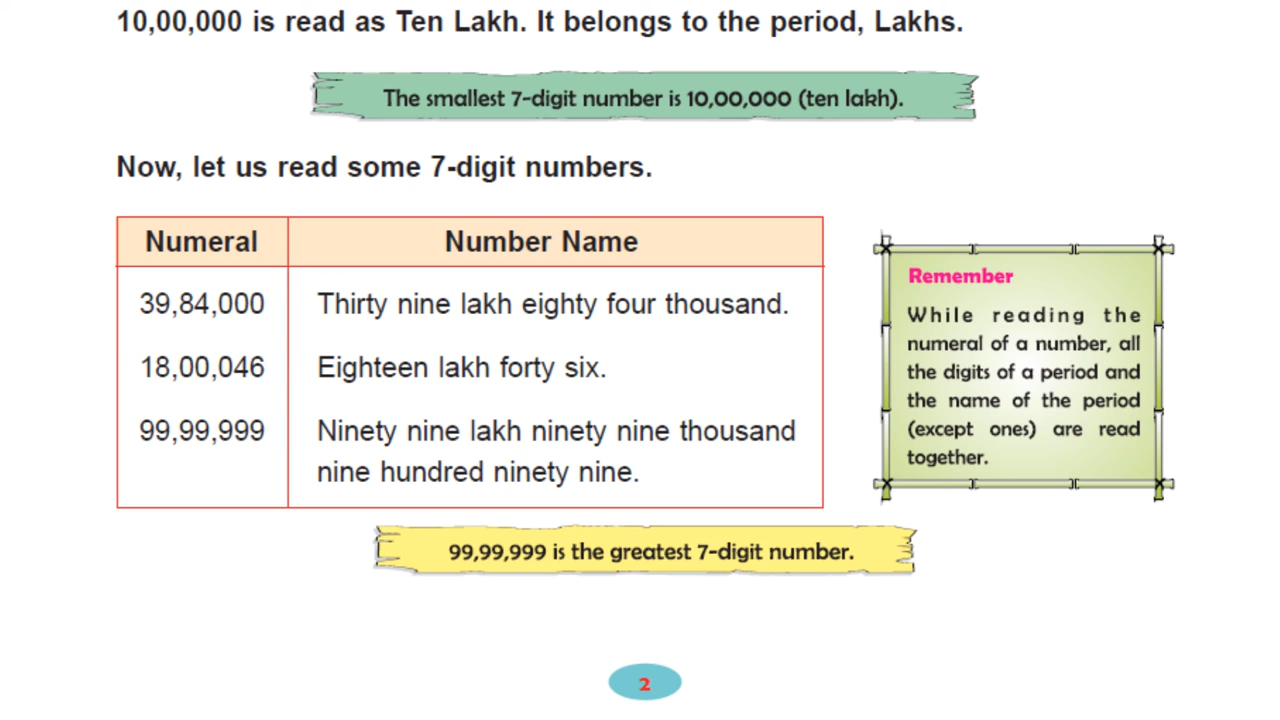 10,00,000 is read as Ten Lakh. It belongs to the period, Lakhs.
The smallest 7-digit number is 10,00,000 (ten lakh).
Now, let us read some 7-digit numbers.
Numeral Number Name
39,84,000 Thirty nine lakh eighty four thousand.
18,00,046 Eighteen lakh forty six.
99,99,999 Ninety nine lakh ninety nine thousand
nine hundred ninety nine.
Remember
While reading the
numeral of a number, all
the digits of a period and
the name of the period
(except ones) are read
together.
99,99,999 is the greatest 7-digit number.
2